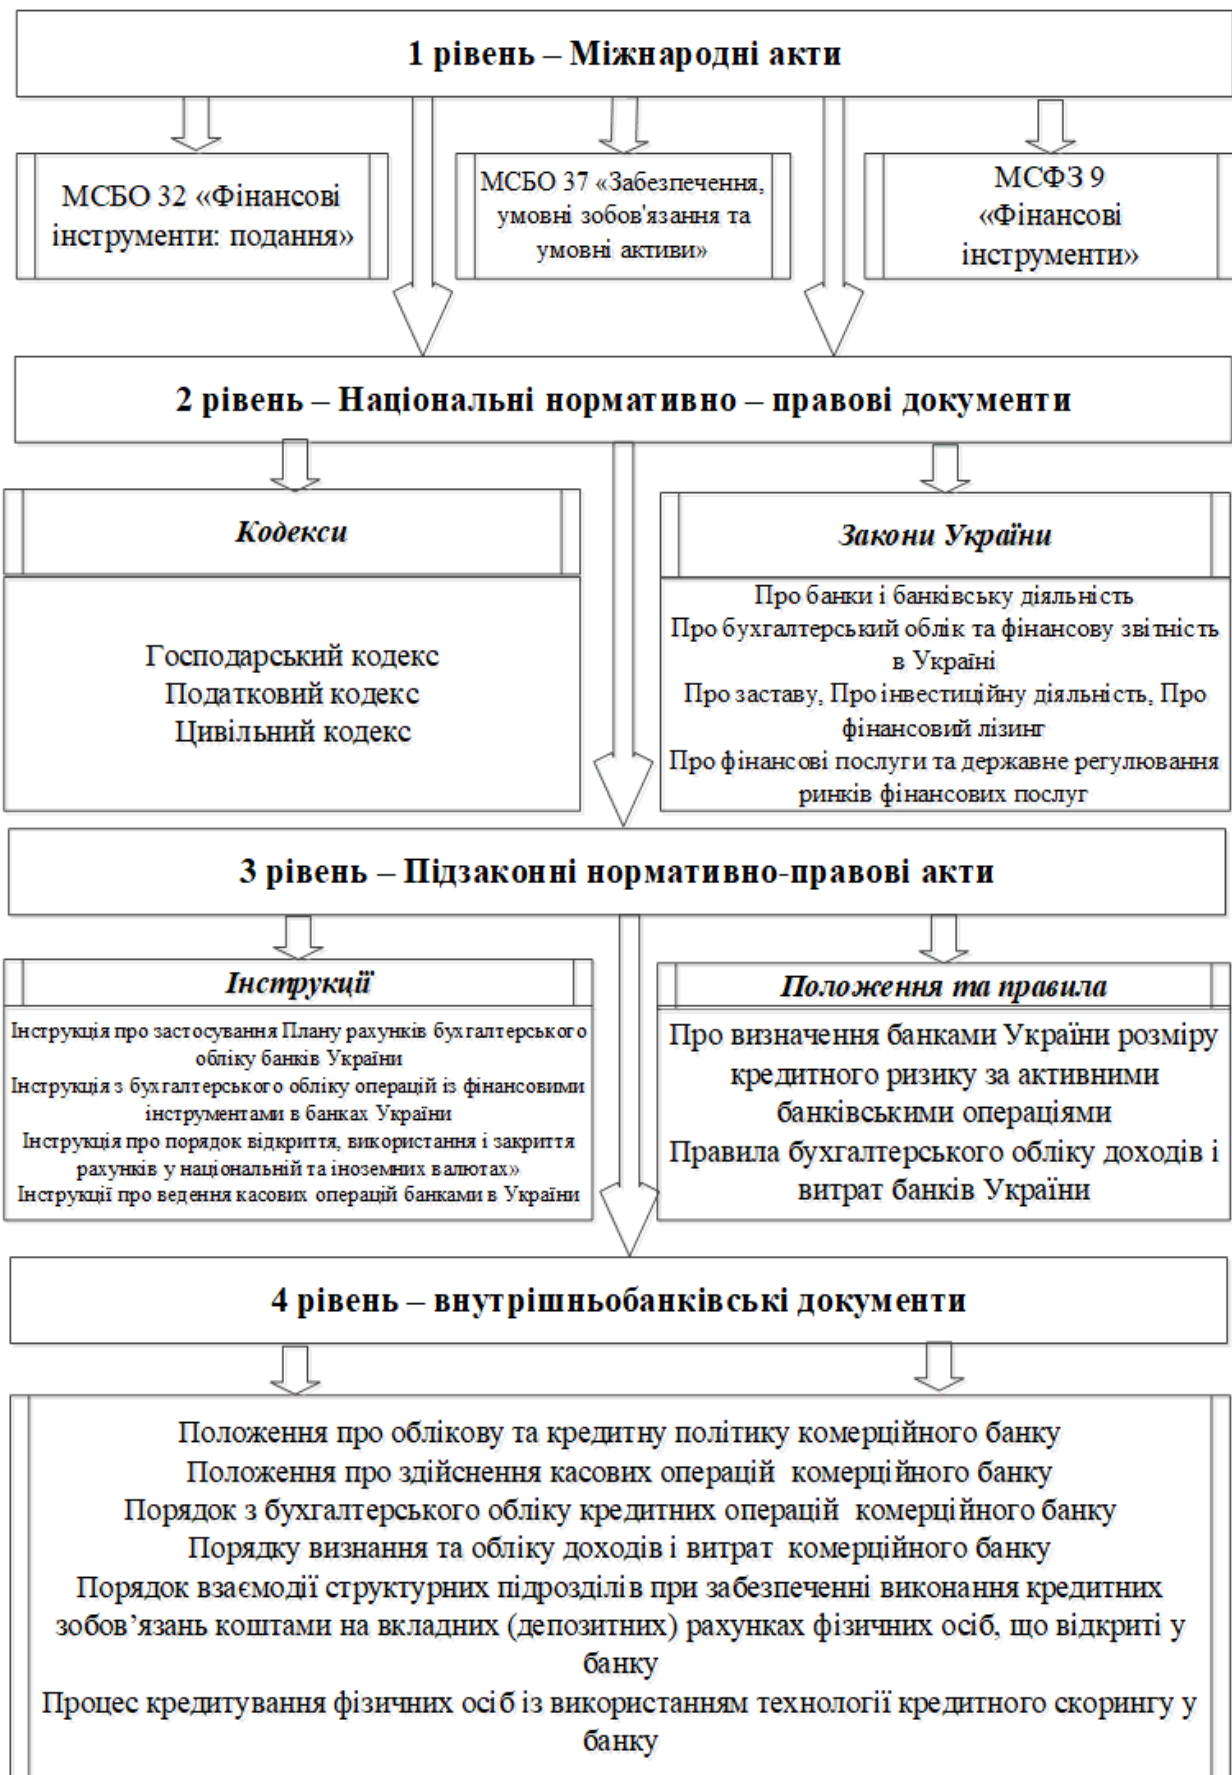 1 рівень – Міжнародні акти
МСБО 32 «Фінансові
інструменти: подання»
МСБО 37 «Забезпечення,
умовні зобов'язання та
умовні активи»
МСФЗ 9
«Фінансові
інструменти»
2 рівень – Національні нормативно – правові документи
Кодекси
Господарський кодекс
Податковий кодекс
Цивільний кодекс
Закони України
Про банки і банківську діяльність
Про бухгалтерський облік та фінансову звітність
в Україні
Про заставу, Про інвестиційну діяльність, Про
фінансовий лізинг
Про фінансові послуги та державне регулювання
ринків фінансових послуг
3 рівень – Підзаконні нормативно-правові акти
Інструкції
Інструкція про застосування Плану рахунків бухгалтерського
обліку банків України
Інструкція з бухгалтерського обліку операцій із фінансовими
інструментами в банках України
Інструкція про порядок відкриття, використання і закриття
рахунків у національній та іноземних валютах»
Інструкції про ведення касових операцій банками в України
Положення та правила
Про визначення банками України розміру
кредитного ризику за активними
банківськими операціями
Правила бухгалтерського обліку доходів і
витрат банків України
4 рівень – внутрішньобанківські документи
Положення про облікову та кредитну політику комерційного банку
Положення про здійснення касових операцій комерційного банку
Порядок з бухгалтерського обліку кредитних операцій комерційного банку
Порядку визнання та обліку доходів і витрат комерційного банку
Порядок взаємодії структурних підрозділів при забезпеченні виконання кредитних
зобов’язань коштами на вкладних (депозитних) рахунках фізичних осіб, що відкриті у
банку
Процес кредитування фізичних осіб із використанням технології кредитного скорингу у
банку